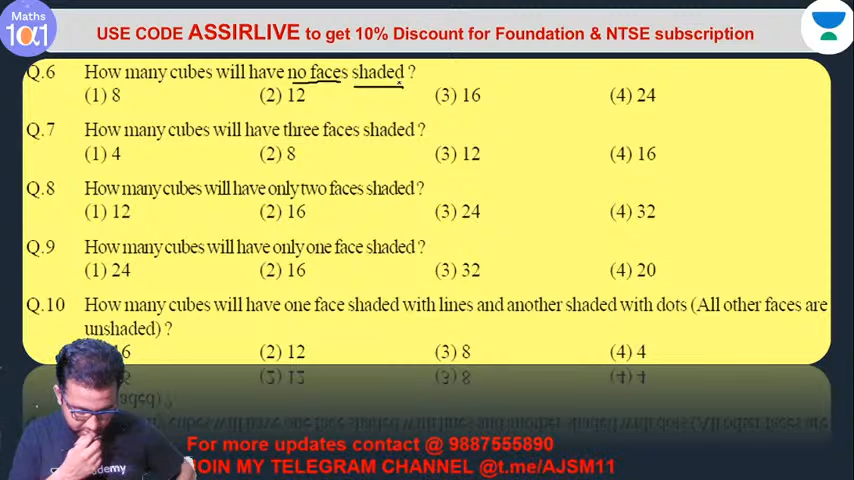 Maths
1α1
USE CODE ASSIRLIVE to get 10% Discount for Foundation & NTSE subscription
Q.6 How many cubes will have no faces shaded ?
(1) 8 (2) 12 (3) 16 (4) 24
Q.7 How many cubes will have three faces shaded ?
(1) 4 (2) 8 (3) 12 (4) 16
Q.8 How many cubes will have only two faces shaded ?
(1) 12 (2) 16 (3) 24 (4) 32
Q.9 How many cubes will have only one face shaded ?
(1) 24 (2) 16 (3) 32 (4) 20
Q.10 How many cubes will have one face shaded with lines and another shaded with dots (All other faces are
unshaded) ?
6 (2) 12 (3) 8 (4) 4
For more updates contact @ 9887555890
JOIN MY TELEGRAM CHANNEL @t.me/AJSM11